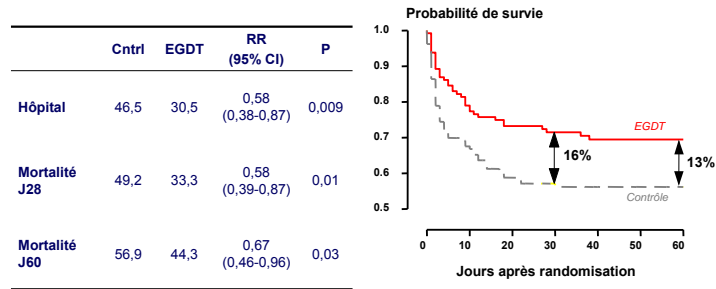 Cntrl EGDT RR (95% CI) P
Hôpital 46,5 30,5 0,58 (0,38-0,87) 0,009
Mortalité J28 49,2 33,3 0,58 (0,39-0,87) 0,01
Mortalité J60 56,9 44,3 0,67 (0,46-0,96) 0,03
Probabilité de survie
1.0
0.9
0.8
0.7
0.6
0.5
EGDT
16%
13%
Contrôle
0 10 20 30 40 50 60
Jours après randomisation